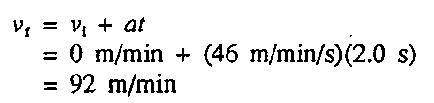 v_f = v_i + at
= 0 m/min + (46 m/min/s)(2.0 s)
= 92 m/min